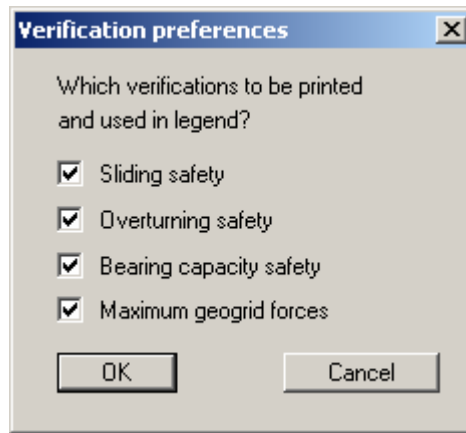 Verification preferences
Which verifications to be printed
and used in legend?
Sliding safety
Overturning safety
Bearing capacity safety
Maximum geogrid forces
OK Cancel